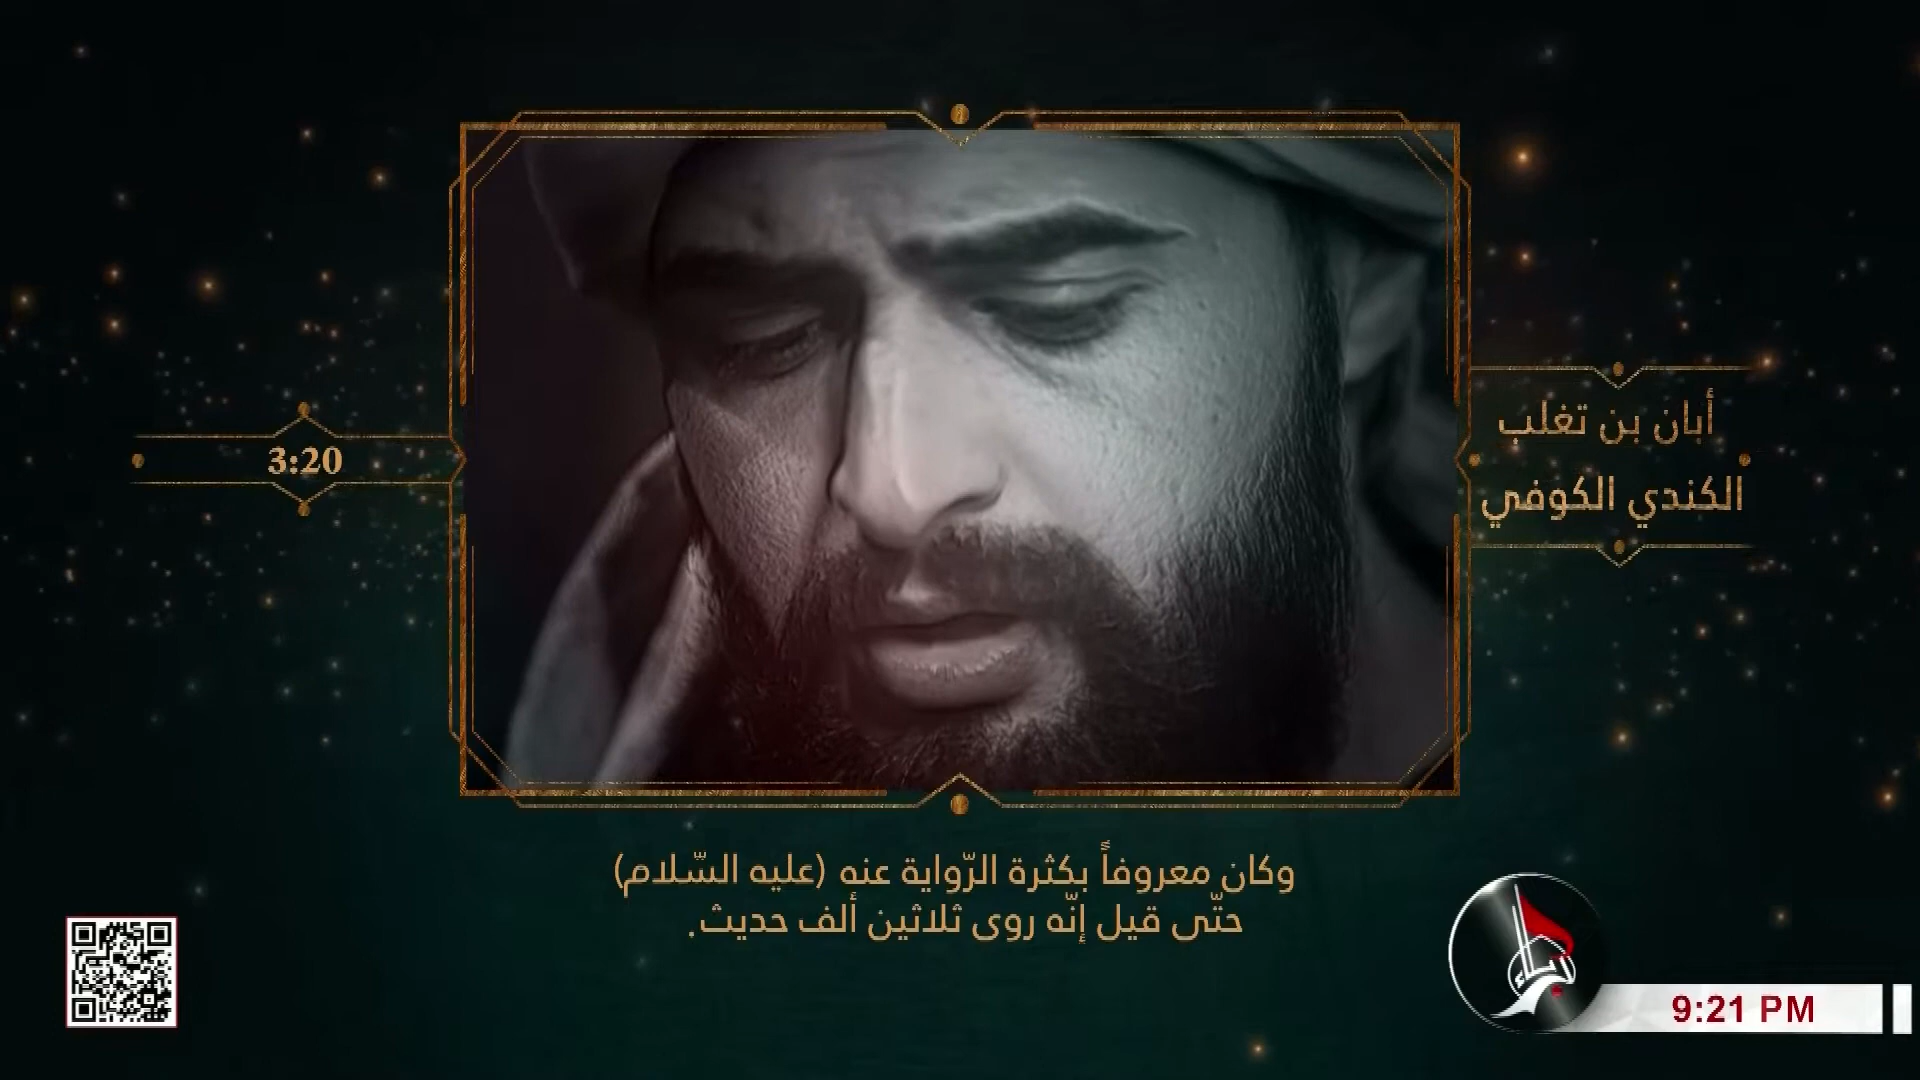 أبان بن تغلب
الكندي الكوفي
3:20
وكان معروفاً بكثرة الرّواية عنه (عليه السّلام)
حتّى قيل إنّه روى ثلاثين ألف حديث.
كربلاء
9:21 PM